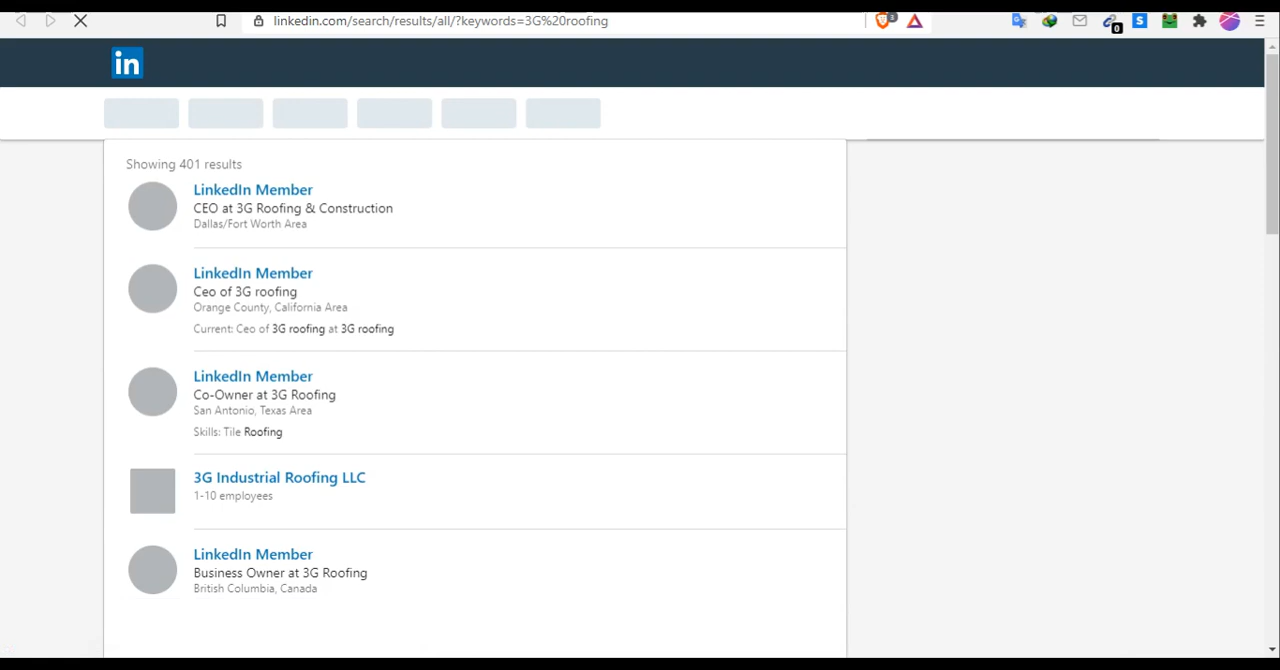 linkedin.com/search/results/all/?keywords=3G%20roofing
3
0
S
in
Showing 401 results
LinkedIn Member
CEO at 3G Roofing & Construction
Dallas/Fort Worth Area
LinkedIn Member
Ceo of 3G roofing
Orange County, California Area
Current: Ceo of 3G roofing at 3G roofing
LinkedIn Member
Co-Owner at 3G Roofing
San Antonio, Texas Area
Skills: Tile Roofing
3G Industrial Roofing LLC
1-10 employees
LinkedIn Member
Business Owner at 3G Roofing
British Columbia, Canada